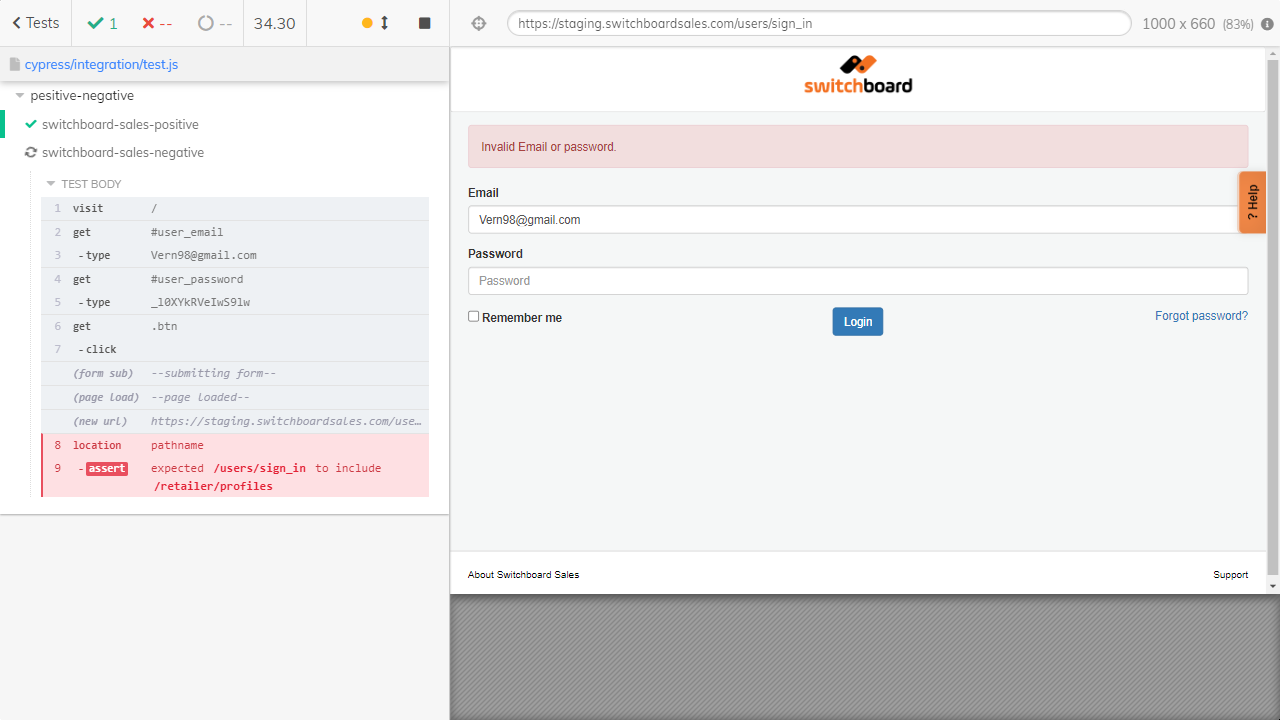 Tests
1
--
--
34.30
https://staging.switchboardsales.com/users/sign_in
1000 x 660 (83%)
cypress/integration/test.js
pesitive-negative
switchboard-sales-positive
switchboard-sales-negative
TEST BODY
1 visit /
2 get #user_email
3 -type Vern98@gmail.com
4 get #user_password
5 -type _l0XYkRVeIwS9lw
6 get .btn
7 -click
(form sub) --submitting form--
(page load) --page loaded--
(new url) https://staging.switchboardsales.com/use…
8 location pathname
9 -assert expected /users/sign_in to include
/retailer/profiles
switchboard
Invalid Email or password.
? Help
Email
Vern98@gmail.com
Password
Password
Remember me
Login
Forgot password?
About Switchboard Sales
Support